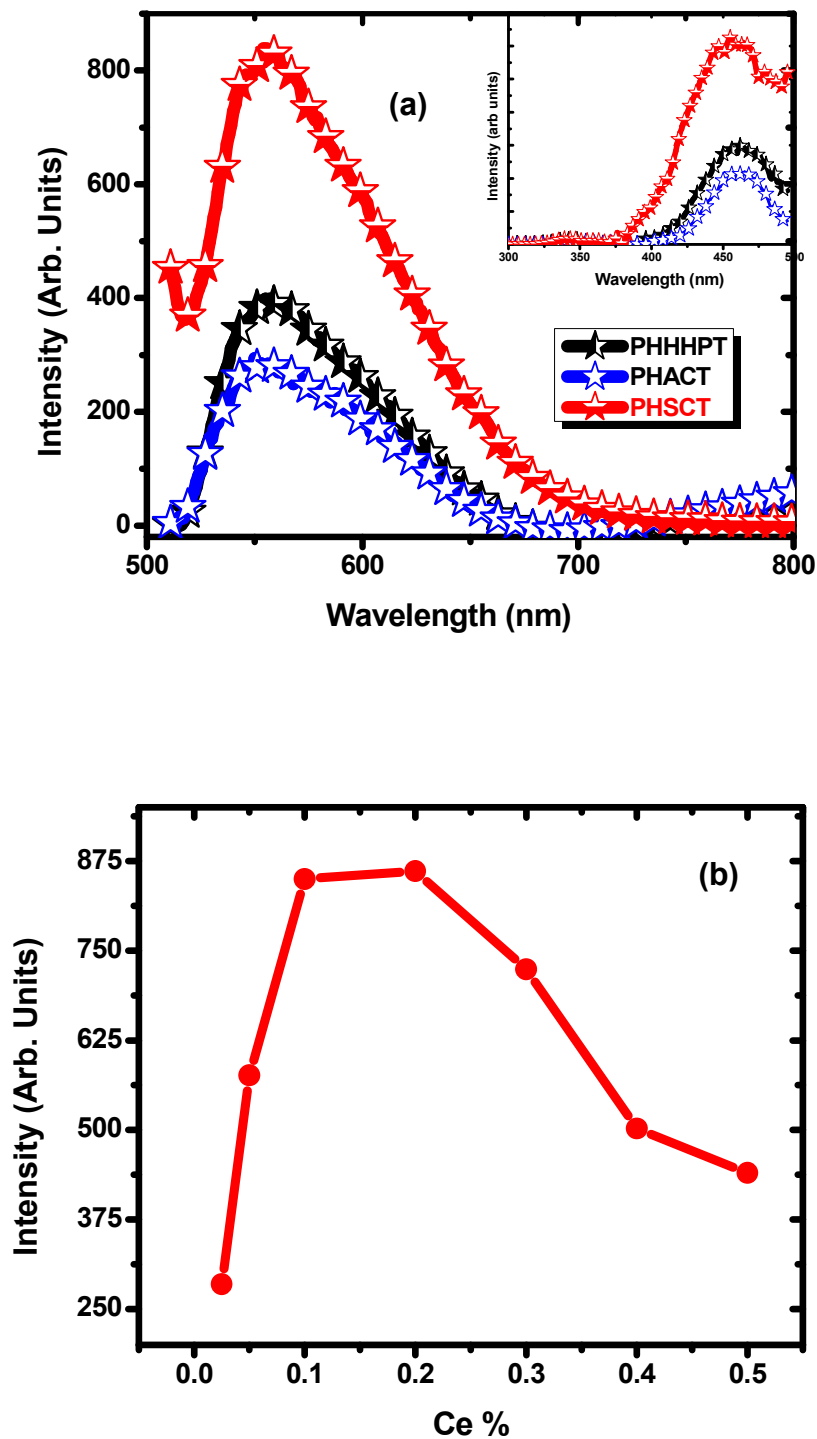 (a)
Intensity (Arb. Units)
800
600
400
200
0
500
600
700
800
Wavelength (nm)
Intensity (arb units)
300
350
400
450
500
Wavelength (nm)
PHHHPT
PHACT
PHSCT
(b)
Intensity (Arb. Units)
875
750
625
500
375
250
0.0
0.1
0.2
0.3
0.4
0.5
Ce %